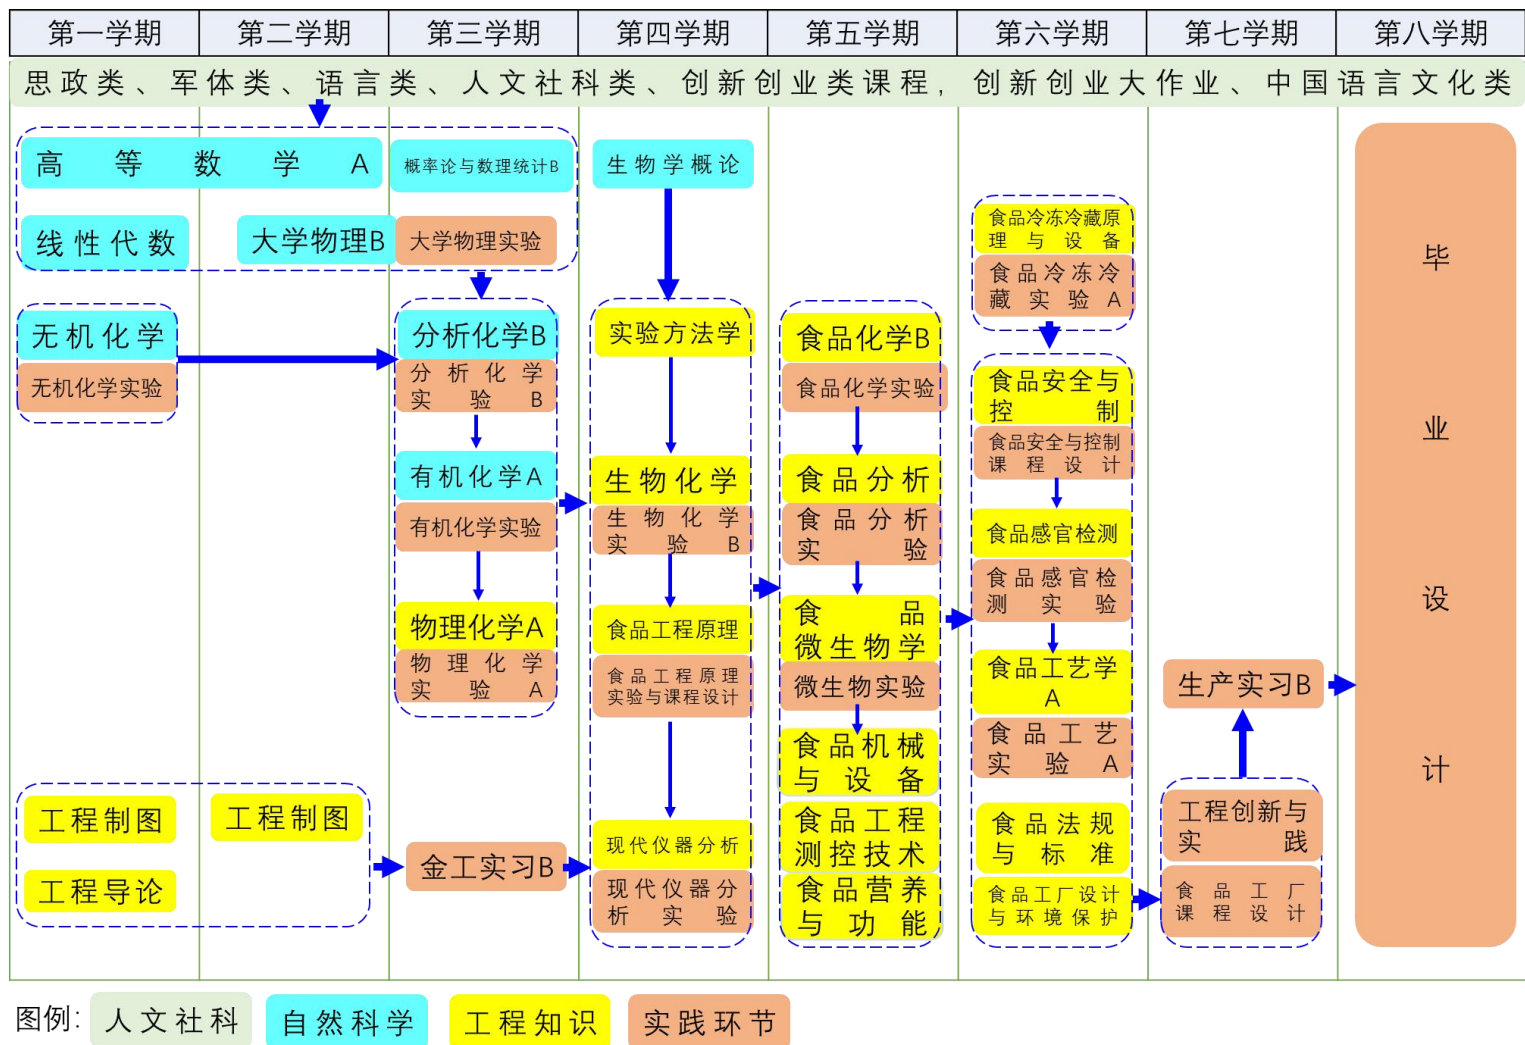 第一学期 第二学期 第三学期 第四学期 第五学期 第六学期 第七学期 第八学期
思政类、军体类、语言类、人文社科类、创新创业类课程,创新创业大作业、中国语言文化类
高等数学A
概率论与数理统计B
线性代数
大学物理B
大学物理实验
无机化学
无机化学实验
工程制图
工程导论
工程制图
分析化学B
分析化学
实验B
有机化学A
有机化学实验
物理化学A
物理化学
实验A
金工实习B
生物学概论
实验方法学
生物化学
生物化学
实验B
食品工程原理
食品工程原理
实验与课程设计
现代仪器分析
现代仪器分
析实验
食品化学B
食品化学实验
食品分析
食品分析
实验
食品
微生物学
微生物实验
食品机械
与设备
食品工程
测控技术
食品营养
与功能
食品冷冻冷藏原
理与设备
食品冷冻冷
藏实验A
食品安全与
控制
食品安全与控制
课程设计
食品感官检测
食品感官检
测实验
食品工艺学
A
食品工艺
实验A
食品法规
与标准
食品工厂设计
与环境保护
生产实习B
工程创新与
实践
食品工厂
课程设计
毕
业
设
计
图例: 人文社科 自然科学 工程知识 实践环节